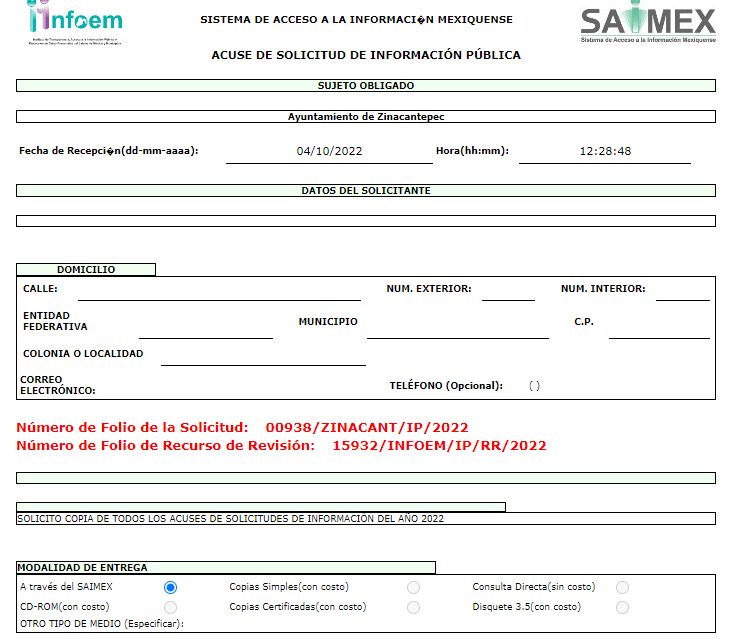 infoem
SISTEMA DE ACCESO A LA INFORMACI�N MEXIQUENSE
SAIMEX
Sistema de Acceso a la Información Mexiquense
ACUSE DE SOLICITUD DE INFORMACIÓN PÚBLICA
SUJETO OBLIGADO
Ayuntamiento de Zinacantepec
Fecha de Recepci�n(dd-mm-aaaa): 04/10/2022 Hora(hh:mm): 12:28:48
DATOS DEL SOLICITANTE
DOMICILIO
CALLE: NUM. EXTERIOR: NUM. INTERIOR:
ENTIDAD
FEDERATIVA MUNICIPIO C.P.
COLONIA O LOCALIDAD
CORREO
ELECTRÓNICO: TELÉFONO (Opcional): ( )
Número de Folio de la Solicitud: 00938/ZINACANT/IP/2022
Número de Folio de Recurso de Revisión: 15932/INFOEM/IP/RR/2022
SOLICITO COPIA DE TODOS LOS ACUSES DE SOLICITUDES DE INFORMACIÓN DEL AÑO 2022
MODALIDAD DE ENTREGA
A través del SAIMEX Copias Simples(con costo) Consulta Directa(sin costo)
CD-ROM(con costo) Copias Certificadas(con costo) Disquete 3.5(con costo)
OTRO TIPO DE MEDIO (Especificar):